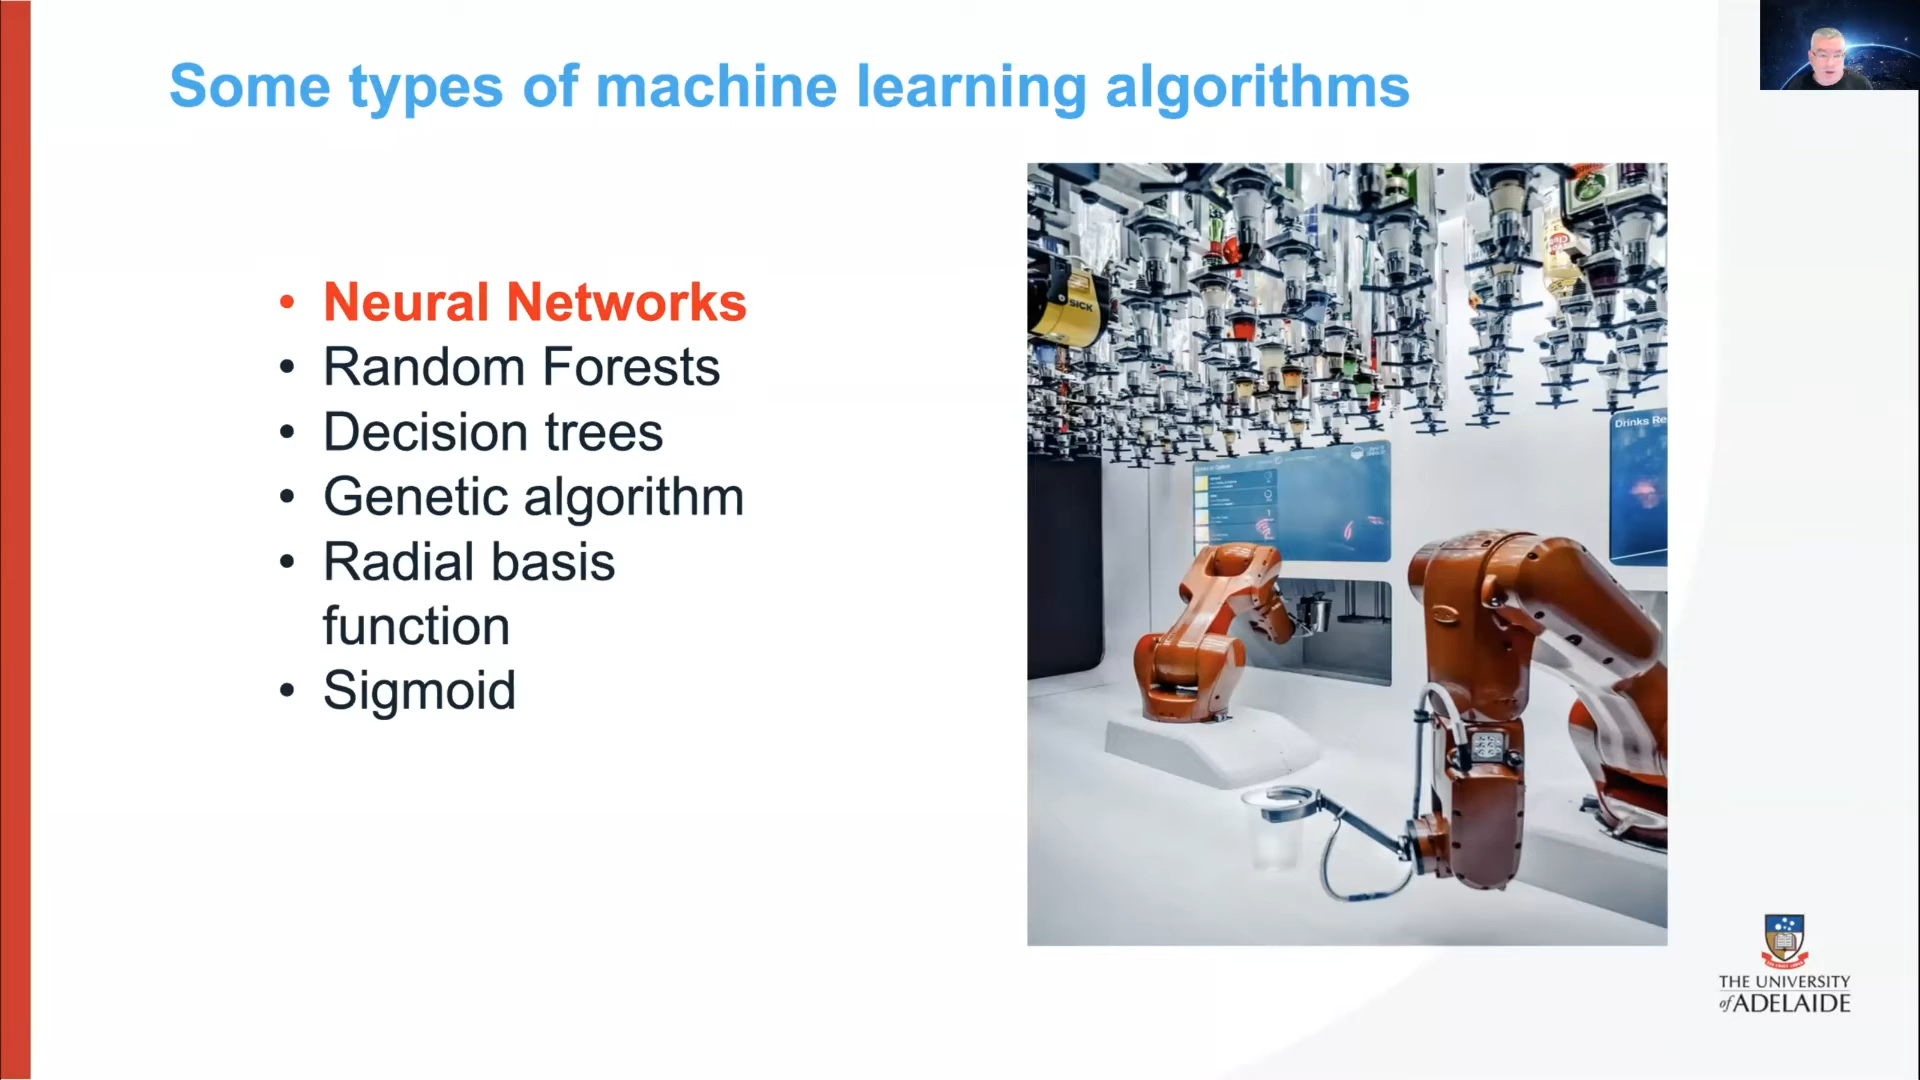 Some types of machine learning algorithms
• Neural Networks
• Random Forests
• Decision trees
• Genetic algorithm
• Radial basis
function
• Sigmoid
SICK
Drinks Re
THE UNIVERSITY
of ADELAIDE